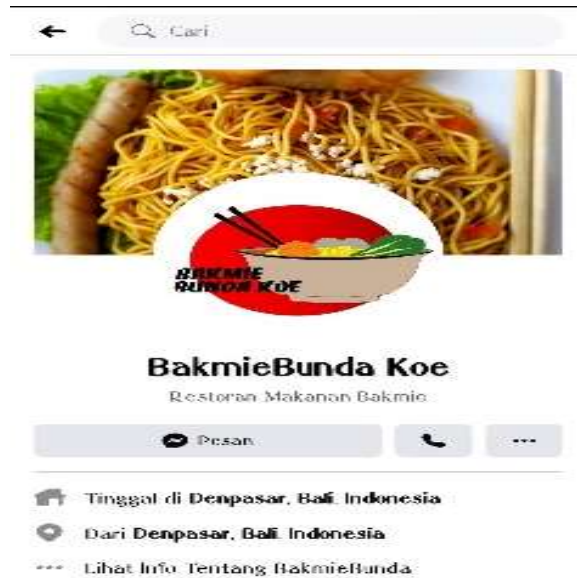 Cari
BAKMIE
BUNDA KOE
BakmieBunda Koe
Restoran Makanan Bakmie
Pesan
Tinggal di Denpasar, Bali, Indonesia
Dari Denpasar, Bali, Indonesia
Lihat Info Tentang BakmieBunda